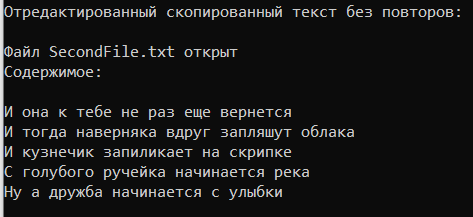 Отредактированный скопированный текст без повторов:
Файл SecondFile.txt открыт
Содержимое:
И она к тебе не раз еще вернется
И тогда наверняка вдруг запляшут облака
И кузнечик запиликает на скрипке
С голубого ручейка начинается река
Ну а дружба начинается с улыбки